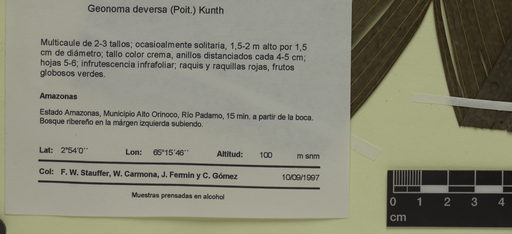 Geonoma deversa (Poit.) Kunth
Multicaule de 2-3 tallos; ocasioalmente solitaria, 1,5-2 m alto por 1,5
cm de diámetro; tallo color crema, anillos distanciados cada 4-5 cm;
hojas 5-6; infrutescencia infrafoliar; raquis y raquillas rojas, frutos
globosos verdes.
Amazonas
Estado Amazonas, Municipio Alto Orinoco, Río Padamo, 15 min. a partir de la boca.
Bosque ribereño en la márgen izquierda subiendo.
Lat: 2°54'0´´ Lon: 65°15´46´´ Altitud: 100 m snm
Col: F. W. Stauffer, W. Carmona, J. Fermín y C. Gómez 10/09/1997
Muestras prensadas en alcohol
0 1 2 3 4
cm